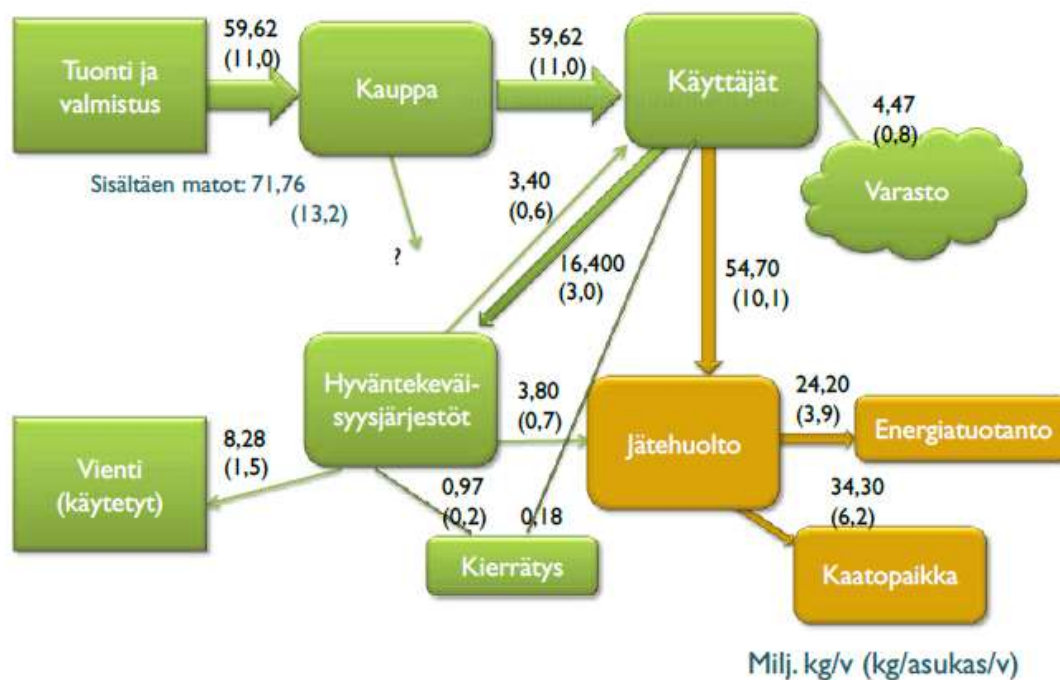 59,62
(11,0)
59,62
(11,0)
Tuonti ja
valmistus
Kauppa
Käyttäjät
4,47
(0,8)
Sisältäen matot: 71,76
(13,2)
3,40
(0,6)
Varasto
?
16,400
(3,0)
54,70
(10,1)
Hyväntekeväi-
syysjärjestöt
3,80
(0,7)
24,20
(3,9)
Jätehuolto
Energiatuotanto
8,28
(1,5)
Vienti
(käytetyt)
0,97
(0,2)
0,18
34,30
(6,2)
Kierrätys
Kaatopaikka
Milj. kg/v (kg/asukas/v)